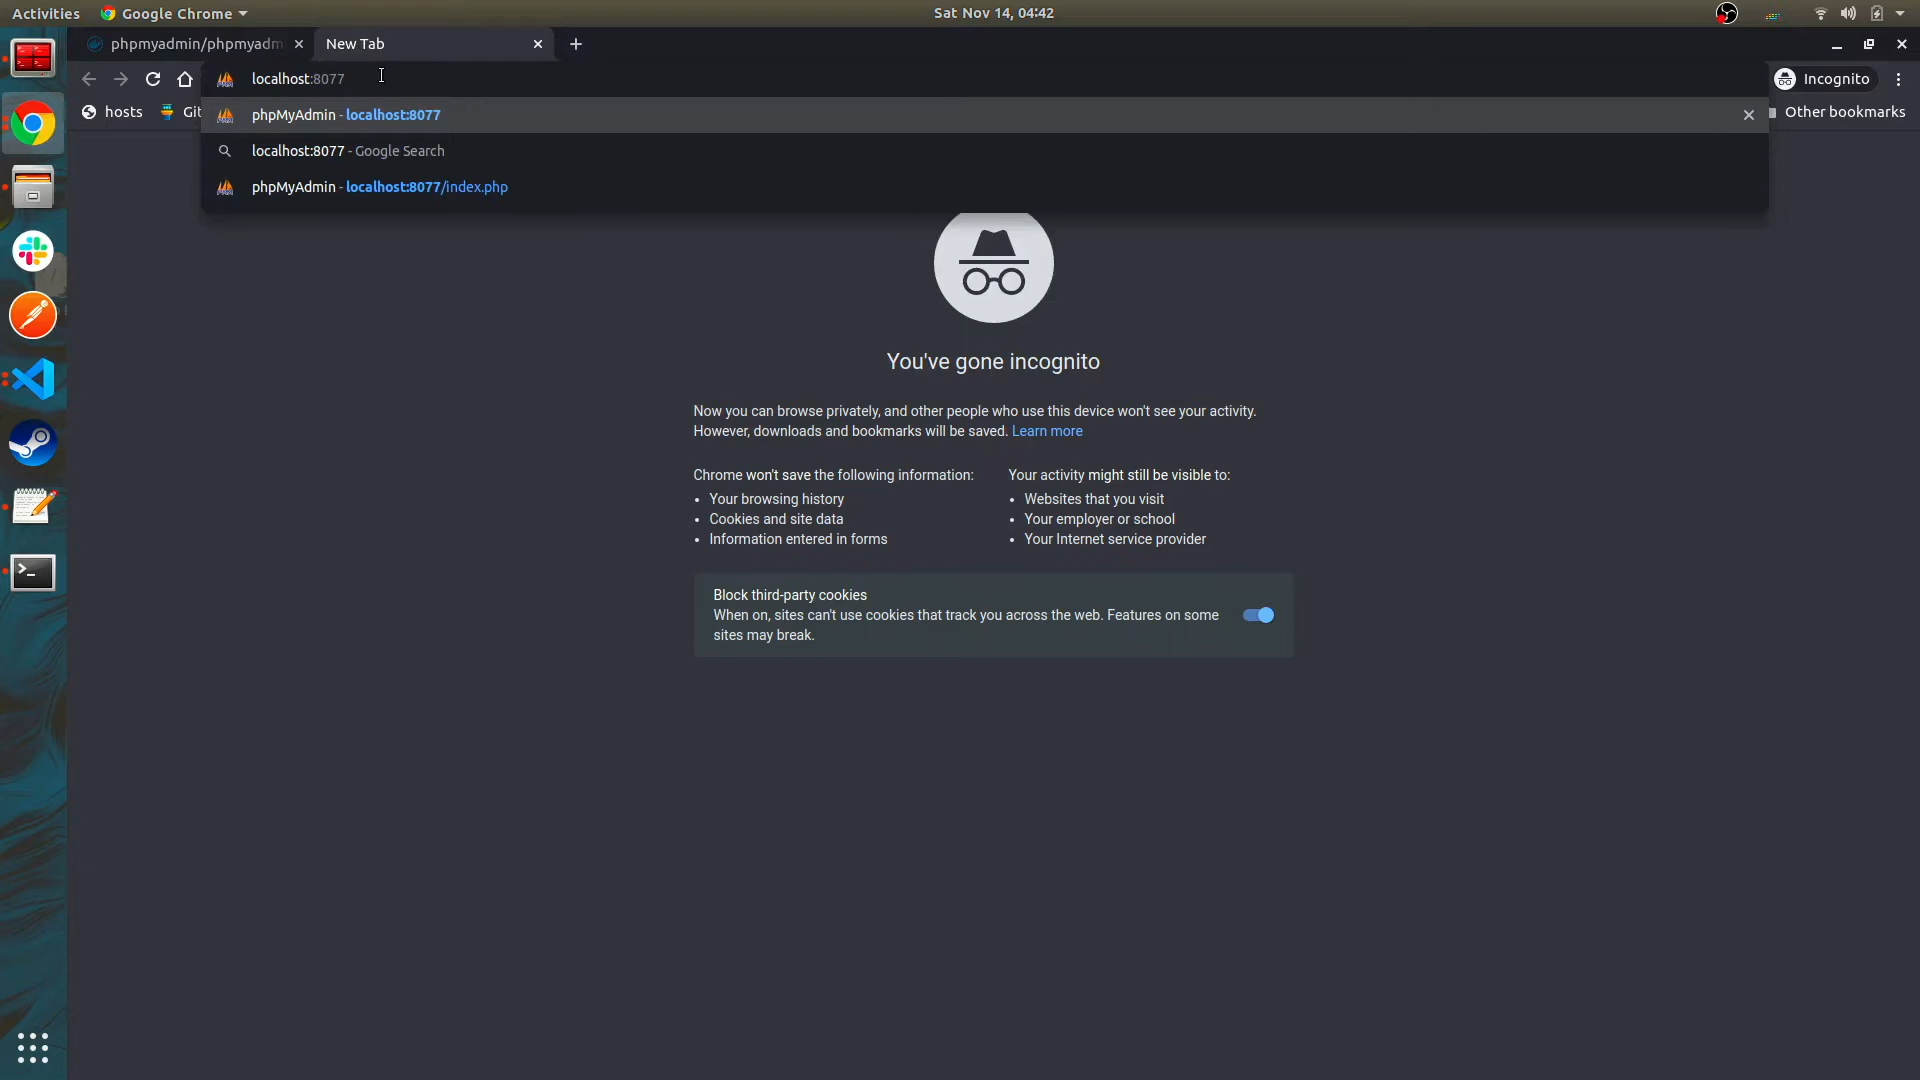 Activities
Google Chrome
Sat Nov 14, 04:42
phpmyadmin/phpmyadm
New Tab
localhost:8077
Incognito
hosts
Git
phpMyAdmin - localhost:8077
Other bookmarks
localhost:8077 - Google Search
phpMyAdmin - localhost:8077/index.php
You've gone incognito
Now you can browse privately, and other people who use this device won't see your activity.
However, downloads and bookmarks will be saved. Learn more
Chrome won't save the following information:
• Your browsing history
• Cookies and site data
• Information entered in forms
Your activity might still be visible to:
• Websites that you visit
• Your employer or school
• Your Internet service provider
Block third-party cookies
When on, sites can't use cookies that track you across the web. Features on some
sites may break.